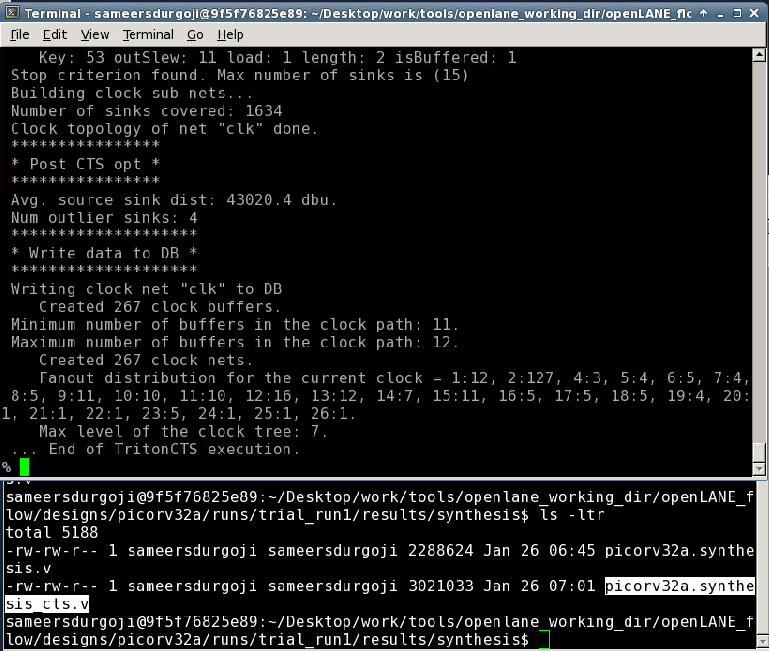 Terminal - sameersdurgoji@9f5f76825e89: ~/Desktop/work/tools/openlane_working_dir/openLANE_flo
File Edit View Terminal Go Help
Key: 53 outSlew: 11 load: 1 length: 2 isBuffered: 1
Stop criterion found. Max number of sinks is (15)
Building clock sub nets...
Number of sinks covered: 1634
Clock topology of net "clk" done.
****************
* Post CTS opt *
****************
Avg. source sink dist: 43020.4 dbu.
Num outlier sinks: 4
********************
* Write data to DB *
********************
Writing clock net "clk" to DB
Created 267 clock buffers.
Minimum number of buffers in the clock path: 11.
Maximum number of buffers in the clock path: 12.
Created 267 clock nets.
Fanout distribution for the current clock = 1:12, 2:127, 4:3, 5:4, 6:5, 7:4,
8:5, 9:11, 10:10, 11:10, 12:16, 13:12, 14:7, 15:11, 16:5, 17:5, 18:5, 19:4, 20:
1, 21:1, 22:1, 23:5, 24:1, 25:1, 26:1.
Max level of the clock tree: 7.
... End of TritonCTS execution.
%
s.v
sameersdurgoji@9f5f76825e89:~/Desktop/work/tools/openlane_working_dir/openLANE_f
low/designs/picorv32a/runs/trial_run1/results/synthesis$ ls -ltr
total 5188
-rw-rw-r-- 1 sameersdurgoji sameersdurgoji 2288624 Jan 26 06:45 picorv32a.synthe
sis.v
-rw-rw-r-- 1 sameersdurgoji sameersdurgoji 3021033 Jan 26 07:01 picorv32a.synthe
sis_cts.v
sameersdurgoji@9f5f76825e89:~/Desktop/work/tools/openlane_working_dir/openLANE_f
low/designs/picorv32a/runs/trial_run1/results/synthesis$